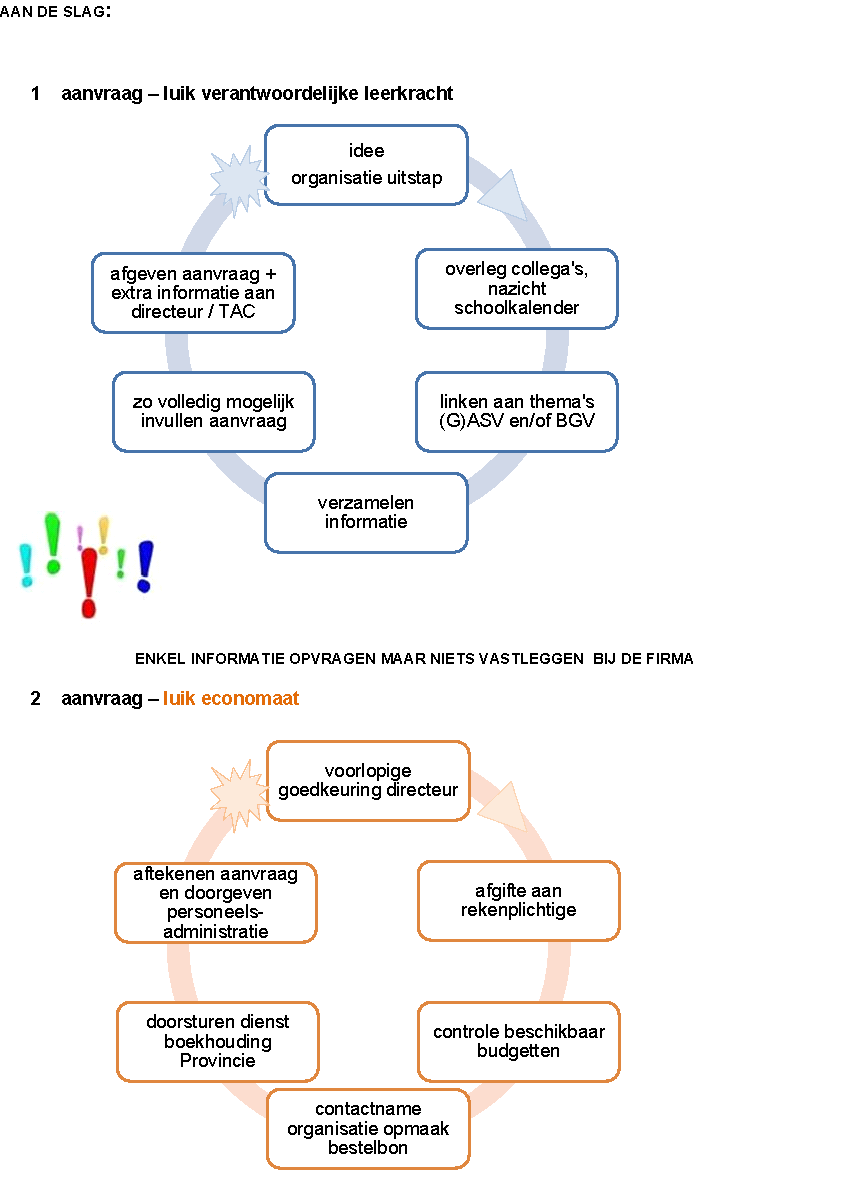 AAN DE SLAG:
1 aanvraag – luik verantwoordelijke leerkracht
idee
organisatie uitstap
overleg collega's,
nazicht
schoolkalender
linken aan thema's
(G)ASV en/of BGV
verzamelen
informatie
zo volledig mogelijk
invullen aanvraag
afgeven aanvraag +
extra informatie aan
directeur / TAC
ENKEL INFORMATIE OPVRAGEN MAAR NIETS VASTLEGGEN BIJ DE FIRMA
2 aanvraag – luik economaat
voorlopige
goedkeuring directeur
afgifte aan
rekenplichtige
controle beschikbaar
budgetten
contactname
organisatie opmaak
bestelbon
doorsturen dienst
boekhouding
Provincie
aftekenen aanvraag
en doorgeven
personeels-
administratie